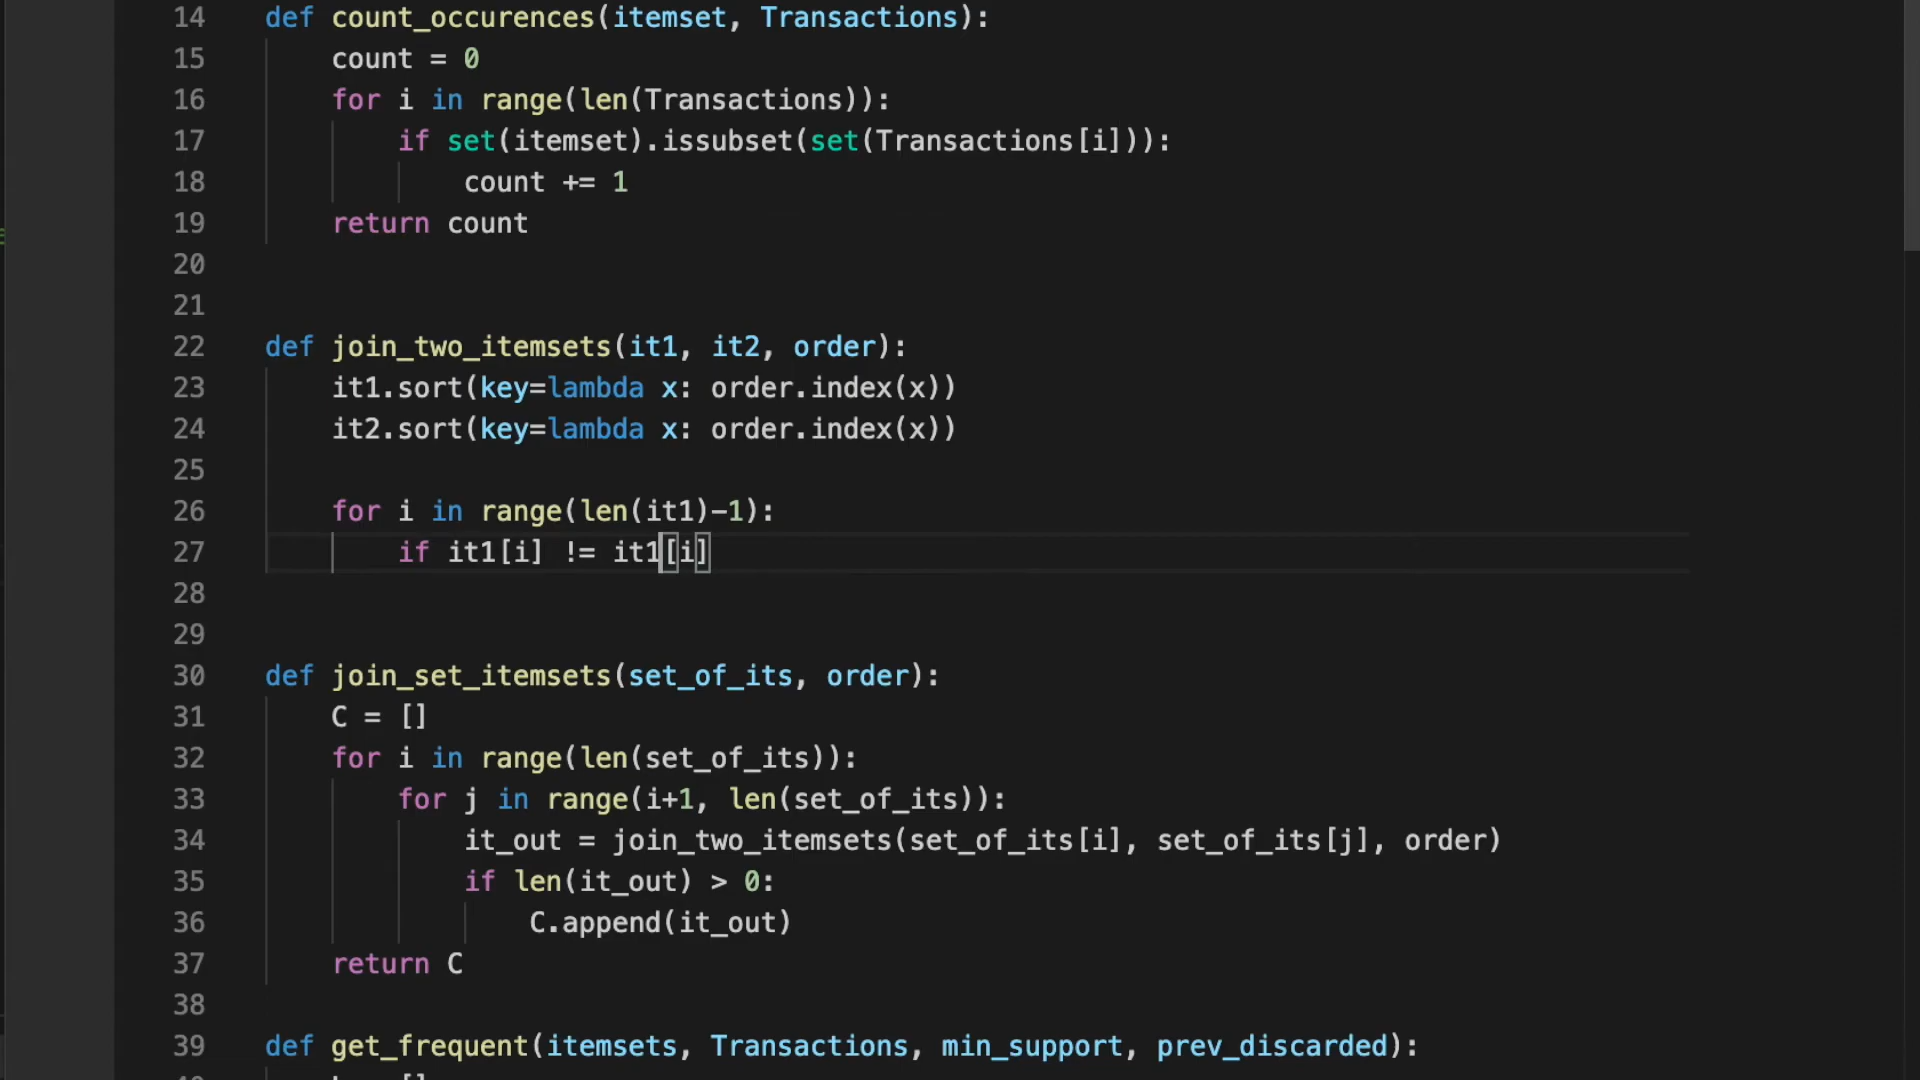 14 def count_occurences(itemset, Transactions):
15     count = 0
16     for i in range(len(Transactions)):
17         if set(itemset).issubset(set(Transactions[i])):
18             count += 1
19     return count
20
21
22 def join_two_itemsets(it1, it2, order):
23     it1.sort(key=lambda x: order.index(x))
24     it2.sort(key=lambda x: order.index(x))
25
26     for i in range(len(it1)-1):
27         if it1[i] != it1[i]
28
29
30 def join_set_itemsets(set_of_its, order):
31     C = []
32     for i in range(len(set_of_its)):
33         for j in range(i+1, len(set_of_its)):
34             it_out = join_two_itemsets(set_of_its[i], set_of_its[j], order)
35             if len(it_out) > 0:
36                 C.append(it_out)
37     return C
38
39 def get_frequent(itemsets, Transactions, min_support, prev_discarded):